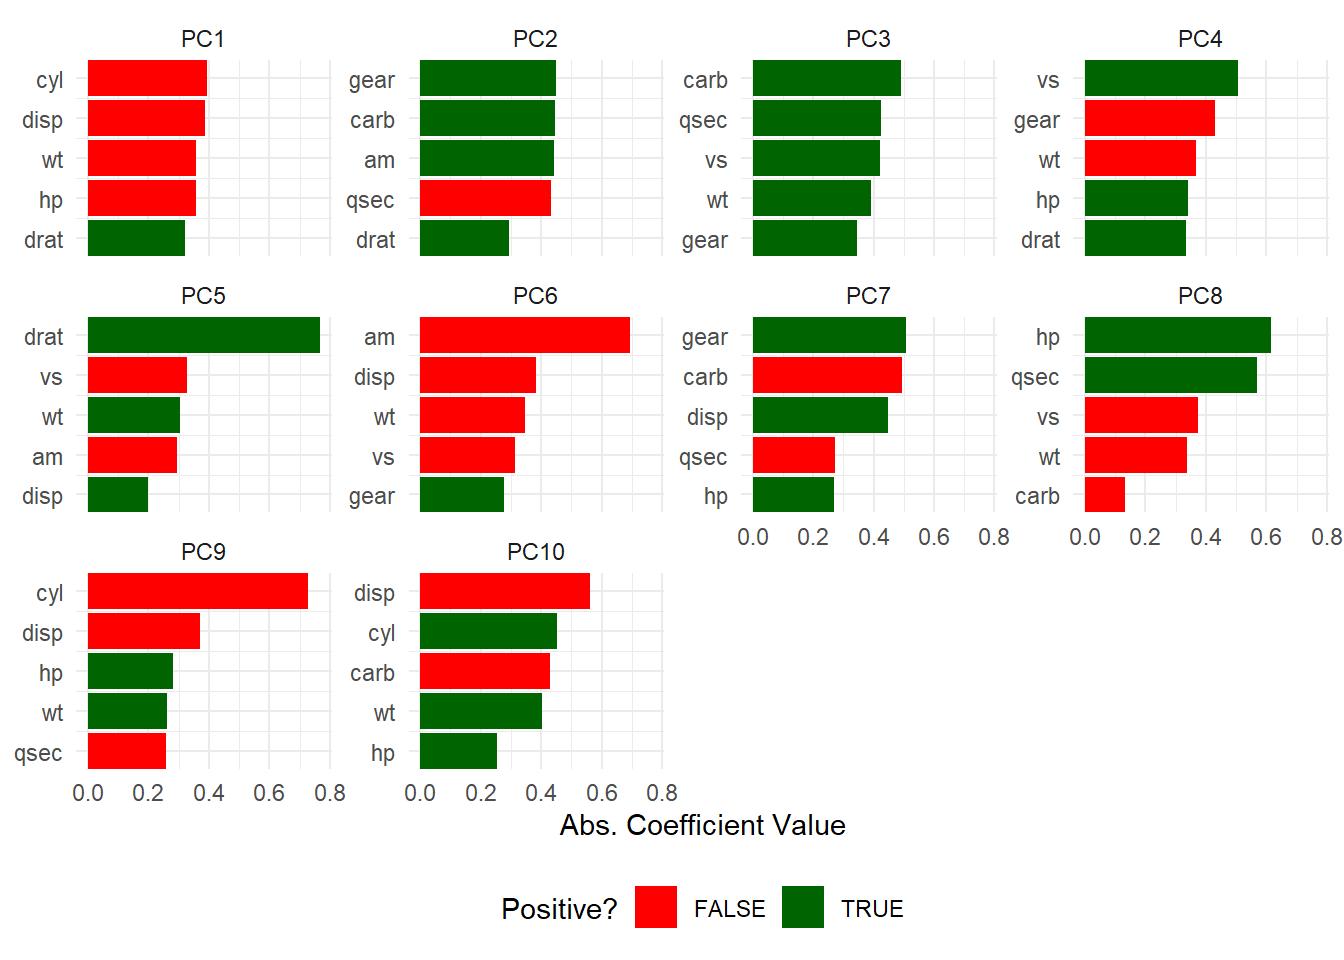 PC1
cyl
disp
wt
hp
drat
PC2
gear
carb
am
qsec
drat
PC3
carb
qsec
vs
wt
gear
PC4
vs
gear
wt
hp
drat
PC5
drat
vs
wt
am
disp
PC6
am
disp
wt
vs
gear
PC7
gear
carb
disp
qsec
hp
0.0 0.2 0.4 0.6 0.8
PC8
hp
qsec
vs
wt
carb
0.0 0.2 0.4 0.6 0.8
PC9
cyl
disp
hp
wt
qsec
0.0 0.2 0.4 0.6 0.8
PC10
disp
cyl
carb
wt
hp
0.0 0.2 0.4 0.6 0.8
Abs. Coefficient Value
Positive? FALSE TRUE